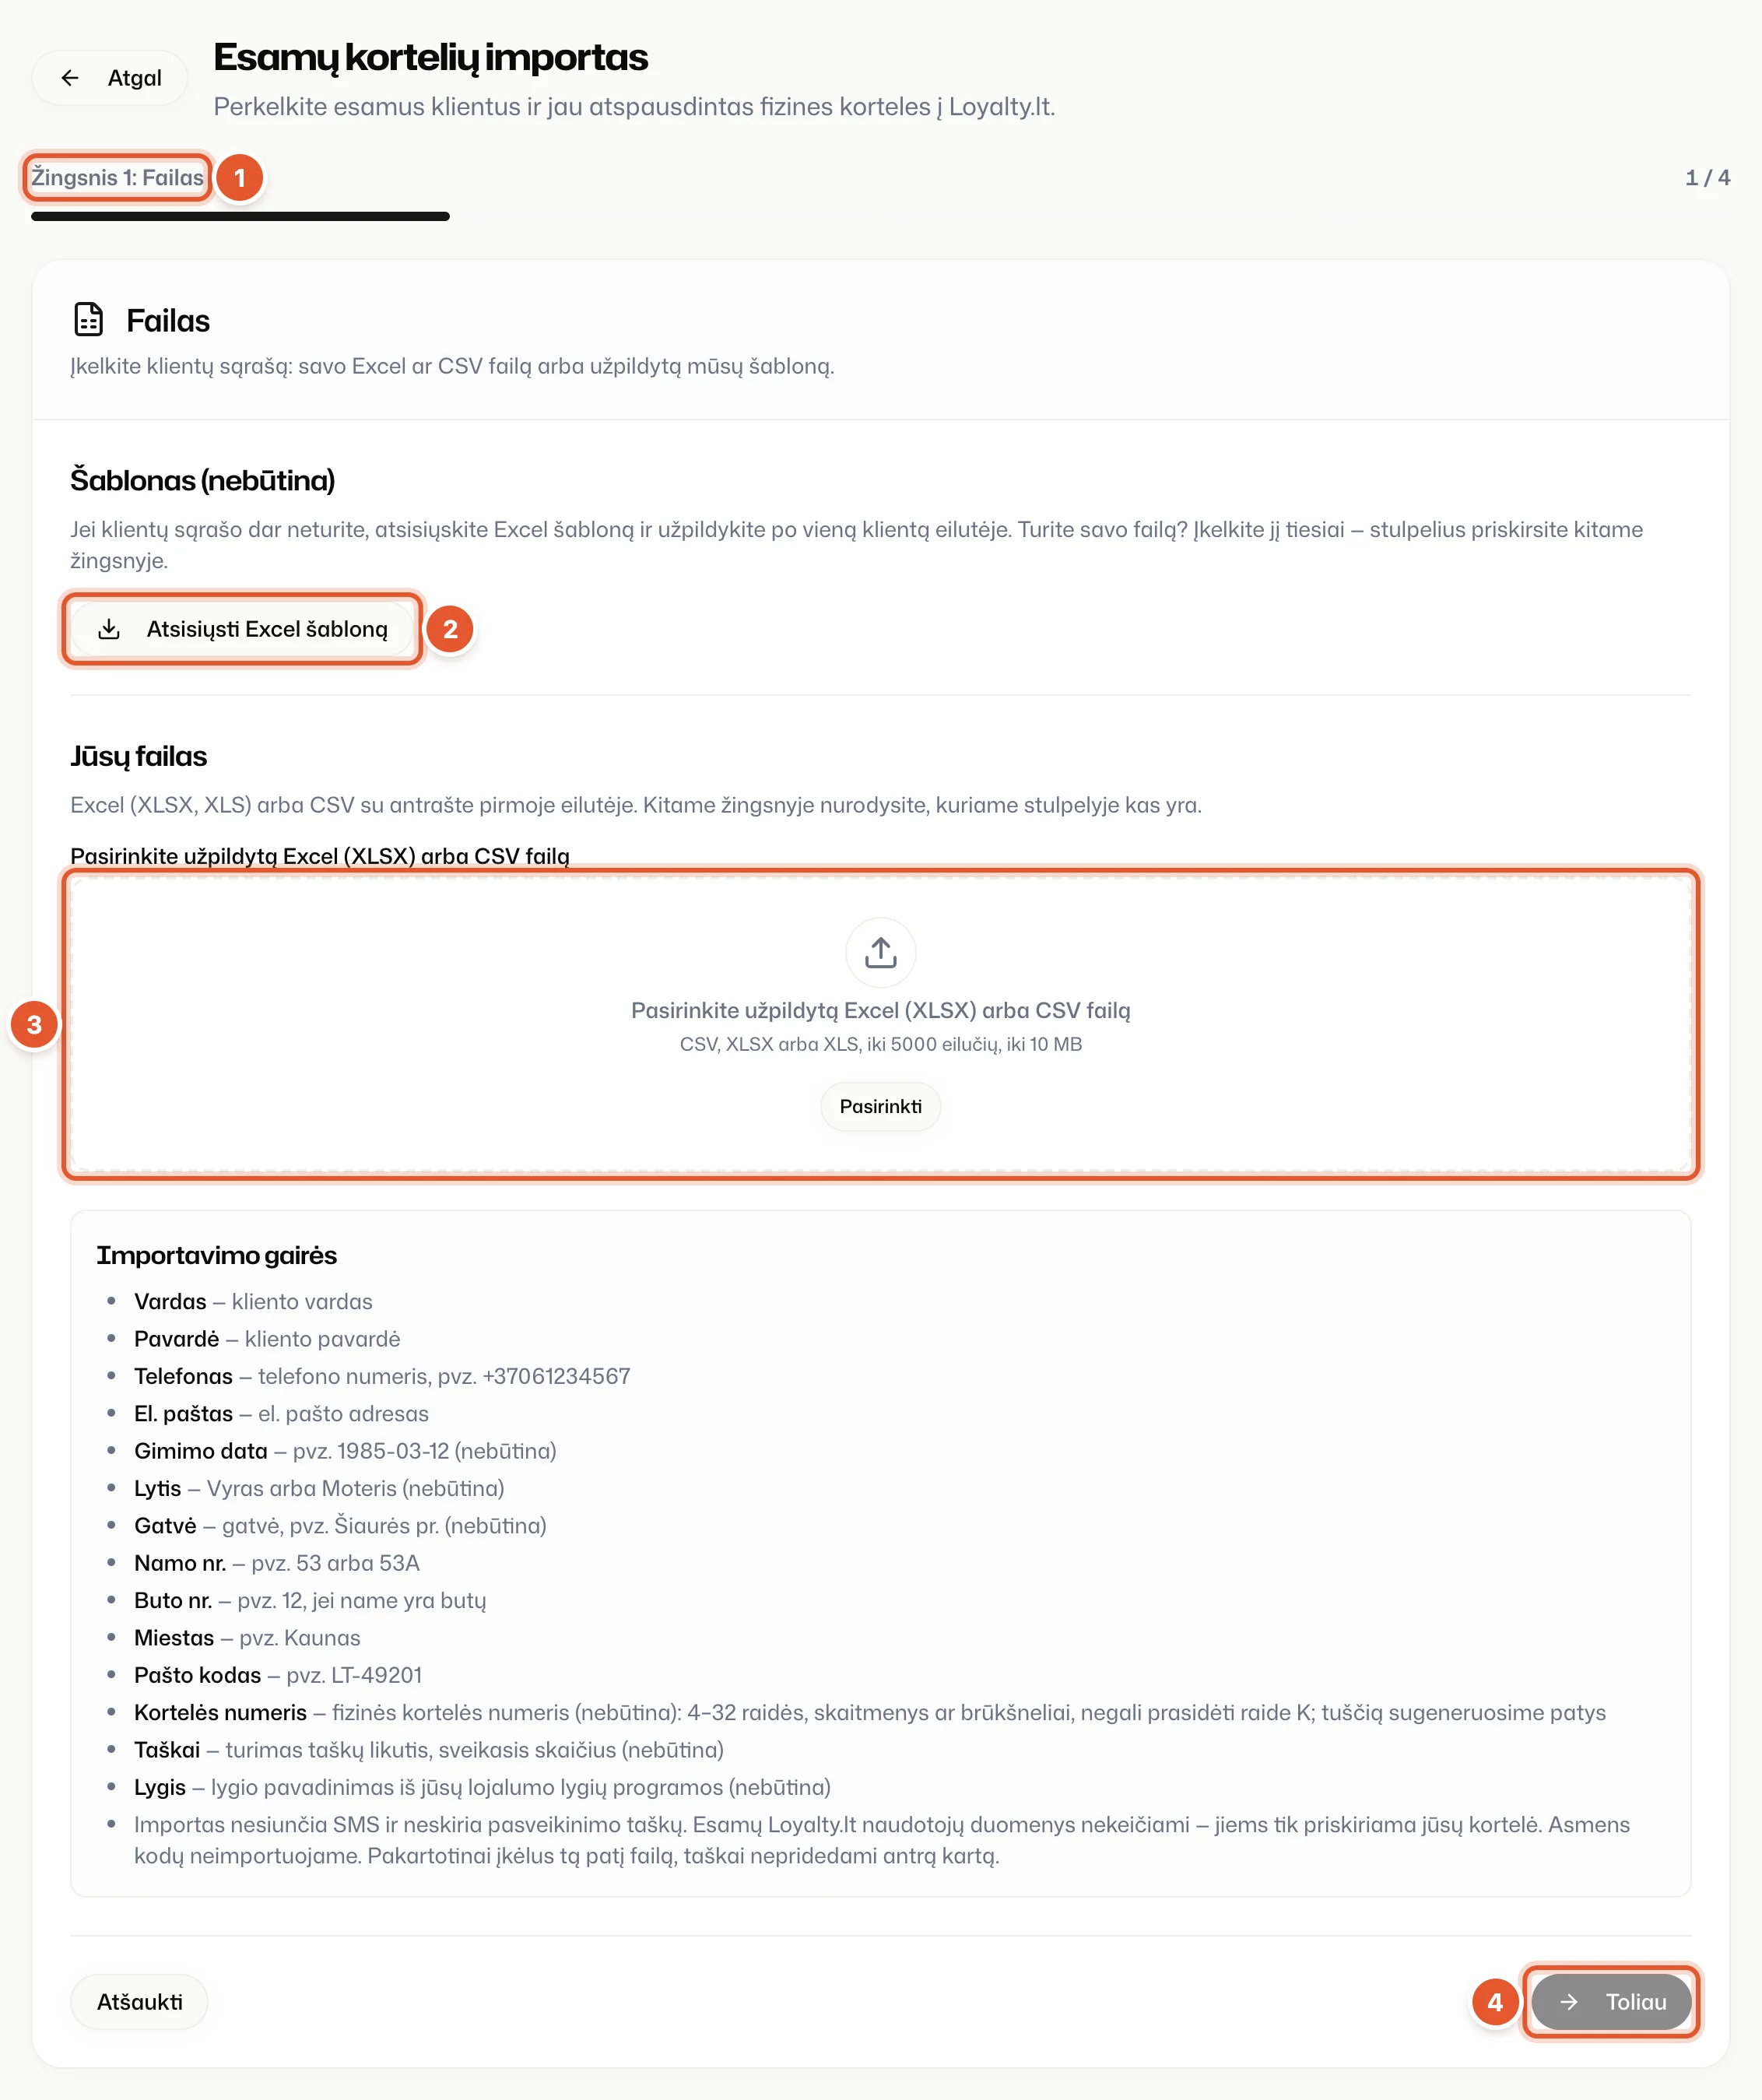 Atgal
Esamų kortelių importas
Perkelkite esamus klientus ir jau atspausdintas fizines korteles į Loyalty.lt.
Žingsnis 1: Failas
1
1 / 4
Failas
Įkelkite klientų sąrašą: savo Excel ar CSV failą arba užpildytą mūsų šabloną.
Šablonas (nebūtina)
Jei klientų sąrašo dar neturite, atsisiųskite Excel šabloną ir užpildykite po vieną klientą eilutėje. Turite savo failą? Įkelkite jį tiesiai – stulpelius priskirsite kitame
žingsnyje.
Atsisiųsti Excel šabloną
2
Jūsų failas
Excel (XLSX, XLS) arba CSV su antrašte pirmoje eilutėje. Kitame žingsnyje nurodysite, kuriame stulpelyje kas yra.
Pasirinkite užpildytą Excel (XLSX) arba CSV failą
3
Pasirinkite užpildytą Excel (XLSX) arba CSV failą
CSV, XLSX arba XLS, iki 5000 eilučių, iki 10 MB
Pasirinkti
Importavimo gairės
Vardas – kliento vardas
Pavardė – kliento pavardė
Telefonas – telefono numeris, pvz. +37061234567
El. paštas – el. pašto adresas
Gimimo data – pvz. 1985-03-12 (nebūtina)
Lytis – Vyras arba Moteris (nebūtina)
Gatvė – gatvė, pvz. Šiaurės pr. (nebūtina)
Namo nr. – pvz. 53 arba 53A
Buto nr. – pvz. 12, jei name yra butų
Miestas – pvz. Kaunas
Pašto kodas – pvz. LT-49201
Kortelės numeris – fizinės kortelės numeris (nebūtina): 4–32 raidės, skaitmenys ar brūkšneliai, negali prasidėti raide K; tuščią sugeneruosime patys
Taškai – turimas taškų likutis, sveikasis skaičius (nebūtina)
Lygis – lygio pavadinimas iš jūsų lojalumo lygių programos (nebūtina)
Importas nesiunčia SMS ir neskiria pasveikinimo taškų. Esamų Loyalty.lt naudotojų duomenys nekeičiami – jiems tik priskiriama jūsų kortelė. Asmens
kodų neimportuojame. Pakartotinai įkėlus tą patį failą, taškai nepridedami antrą kartą.
Atšaukti
4
Toliau